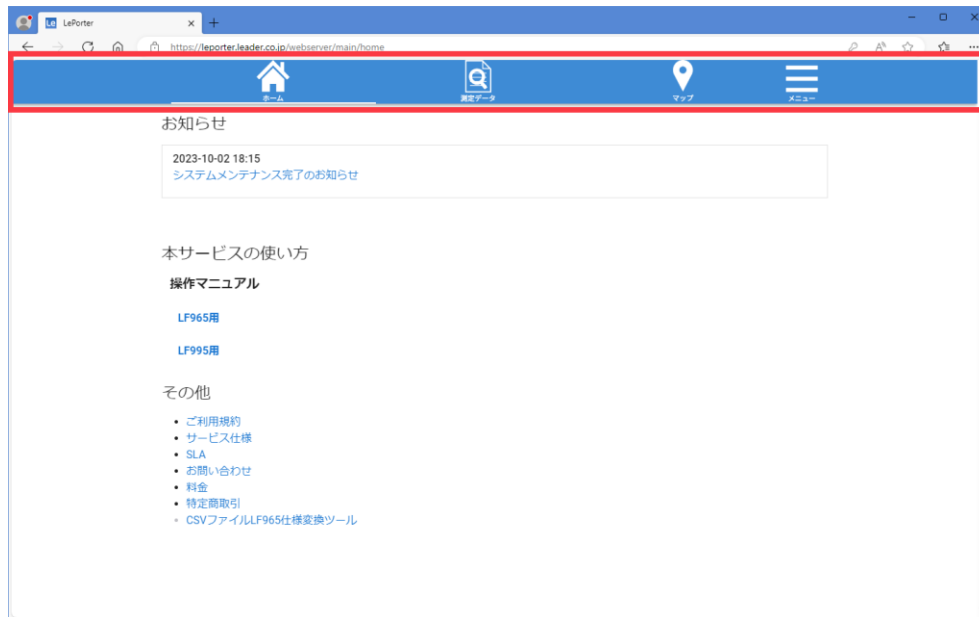 Le LePorter
https://leporter.leader.co.jp/webserver/main/home
ホーム 測定データ マップ メニュー
お知らせ
2023-10-02 18:15
システムメンテナンス完了のお知らせ
本サービスの使い方
操作マニュアル
LF965用
LF995用
その他
• ご利用規約
• サービス仕様
• SLA
• お問い合わせ
• 料金
• 特定商取引
• CSVファイルLF965仕様変換ツール